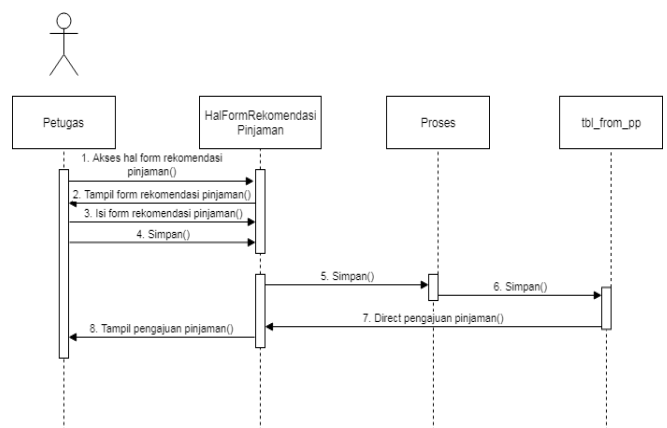 Petugas
HalFormRekomendasi
Pinjaman
Proses
tbl_from_pp
1. Akses hal form rekomendasi
pinjaman()
2. Tampil form rekomendasi pinjaman()
3. Isi form rekomendasi pinjaman()
4. Simpan()
5. Simpan()
6. Simpan()
7. Direct pengajuan pinjaman()
8. Tampil pengajuan pinjaman()